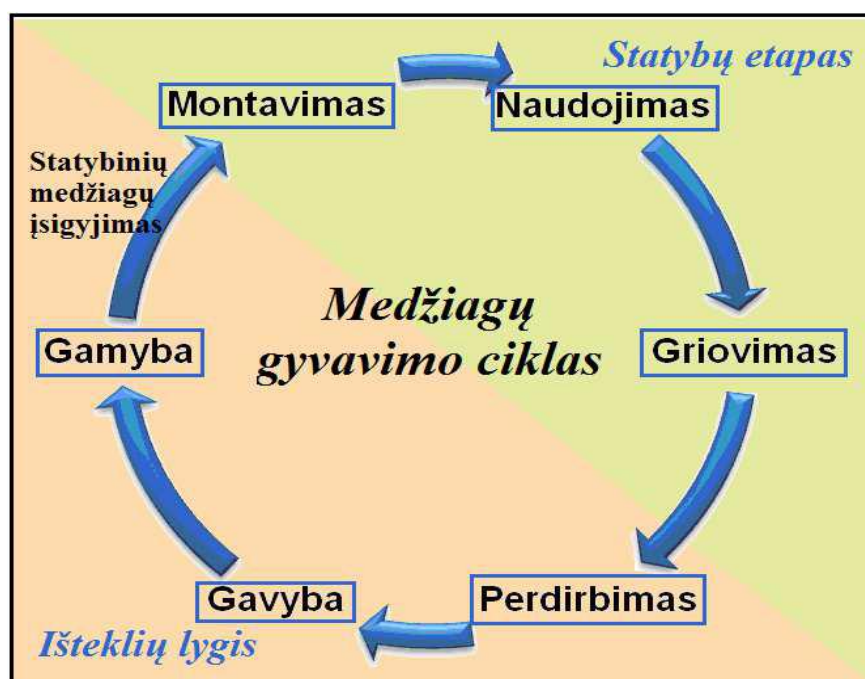 Statybų etapas
Montavimas
Naudojimas
Statybinių
medžiagų
įsigyjimas
Medžiagų
gyvavimo ciklas
Gamyba
Griovimas
Gavyba
Perdirbimas
Išteklių lygis